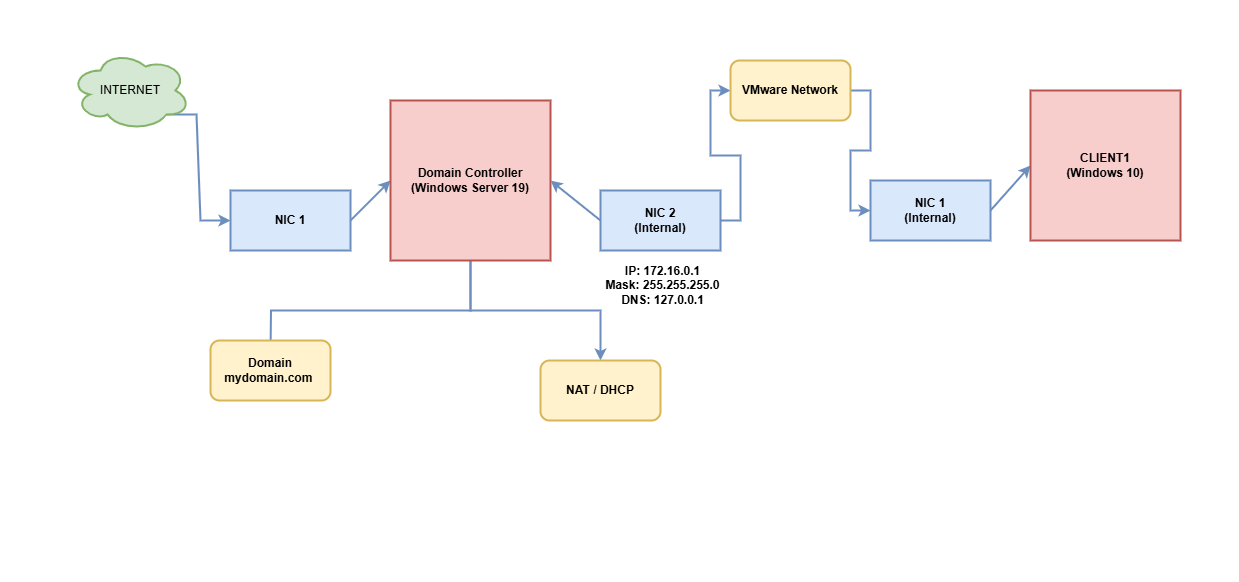 INTERNET
NIC 1
Domain Controller
(Windows Server 19)
NIC 2
(Internal)
IP: 172.16.0.1
Mask: 255.255.255.0
DNS: 127.0.0.1
VMware Network
NIC 1
(Internal)
CLIENT1
(Windows 10)
Domain
mydomain.com
NAT / DHCP